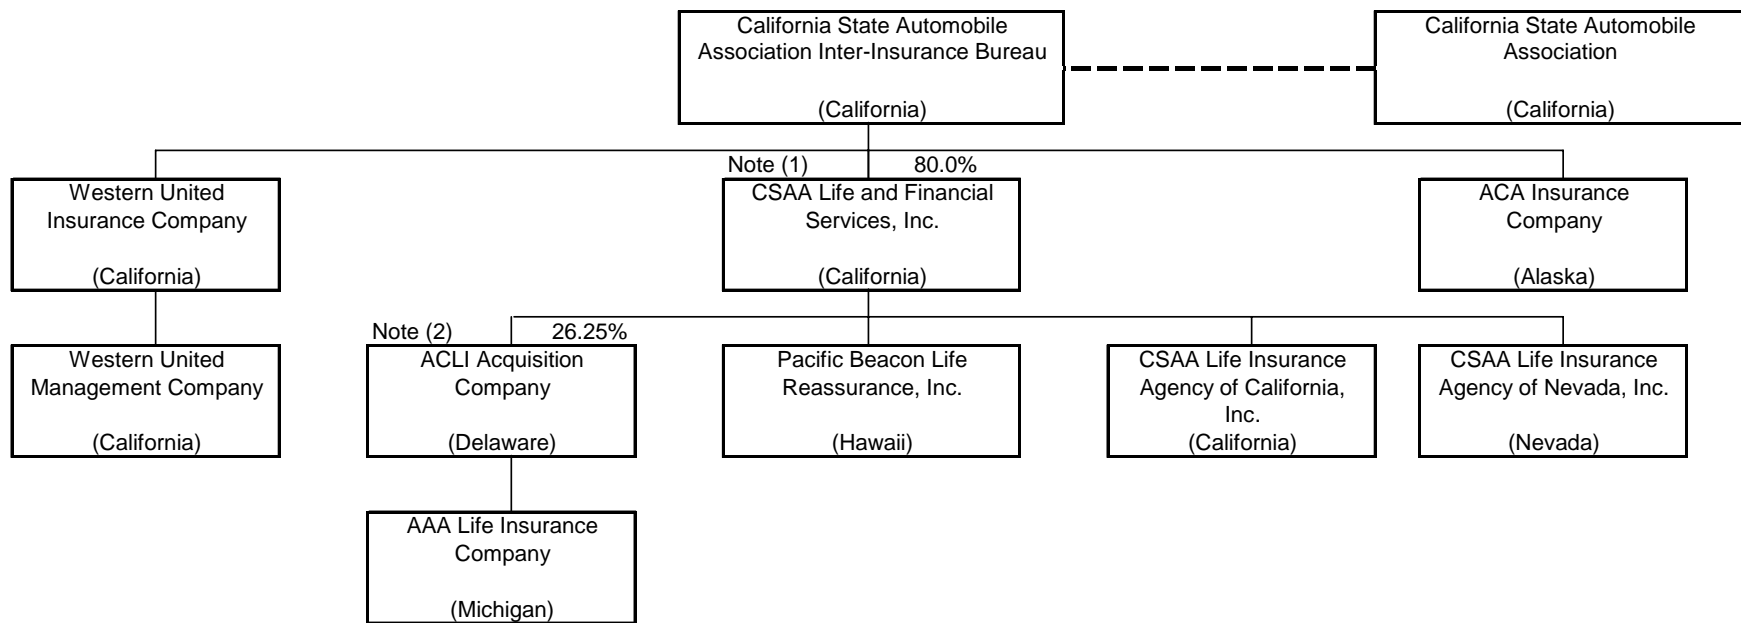 California State Automobile
Association Inter-Insurance Bureau
(California)
California State Automobile
Association
(California)
Note (1) 80.0%
Western United
Insurance Company
(California)
CSAA Life and Financial
Services, Inc.
(California)
ACA Insurance
Company
(Alaska)
Note (2) 26.25%
Western United
Management Company
(California)
ACLI Acquisition
Company
(Delaware)
Pacific Beacon Life
Reassurance, Inc.
(Hawaii)
CSAA Life Insurance
Agency of California,
Inc.
(California)
CSAA Life Insurance
Agency of Nevada, Inc.
(Nevada)
AAA Life Insurance
Company
(Michigan)